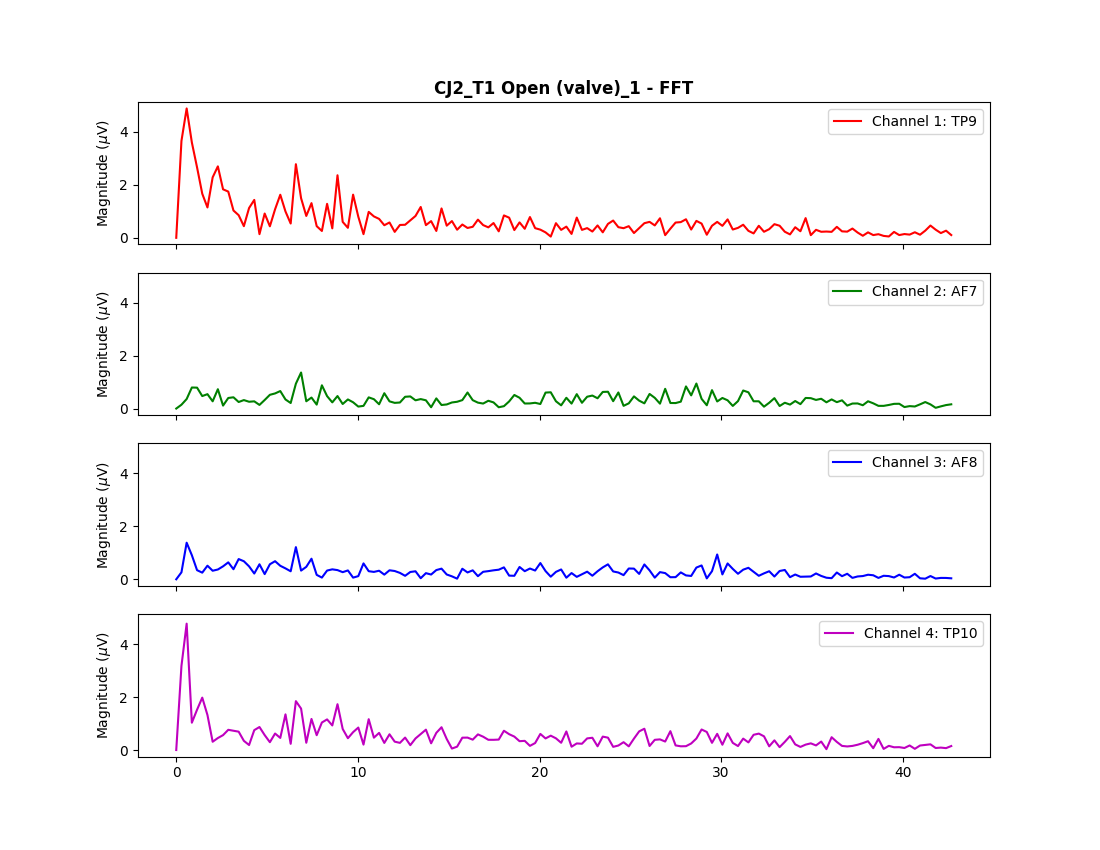 CJ2_T1 Open (valve)_1 - FFT
Magnitude (μV)
4
2
0
Channel 1: TP9
Magnitude (μV)
4
2
0
Channel 2: AF7
Magnitude (μV)
4
2
0
Channel 3: AF8
Magnitude (μV)
4
2
0
Channel 4: TP10
0 10 20 30 40